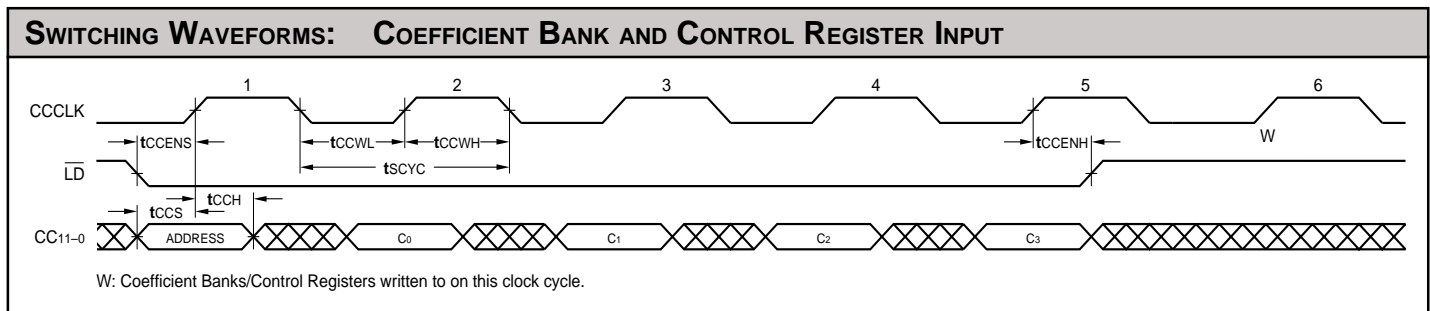 SWITCHING WAVEFORMS: COEFFICIENT BANK AND CONTROL REGISTER INPUT
1 2 3 4 5 6
CCCLK
W
tCCENS tCCWL tCCWH tCCENH
LD
tSCYC
tCCH
tCCS
CC11–0 ADDRESS C0 C1 C2 C3
W: Coefficient Banks/Control Registers written to on this clock cycle.